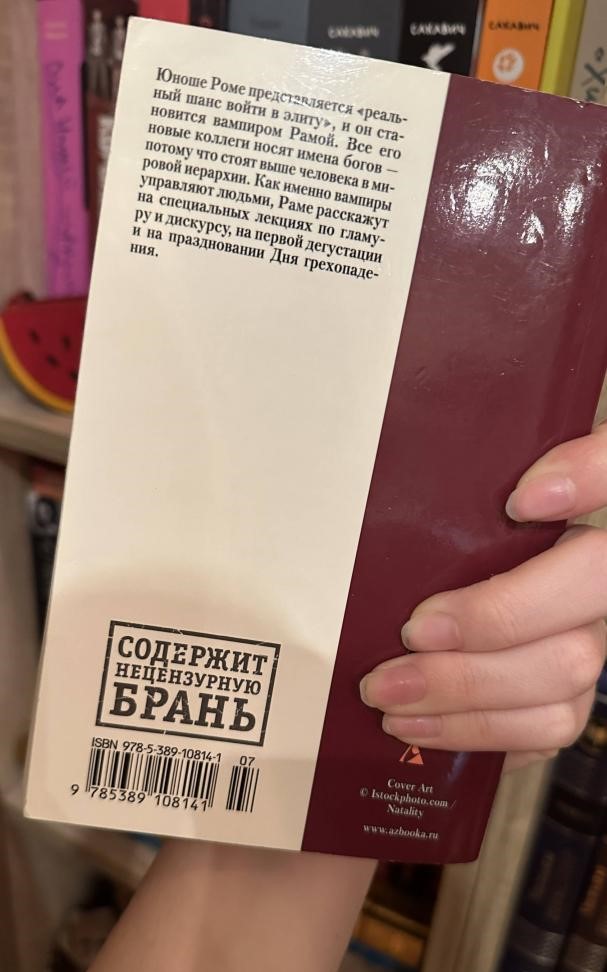 САКАВИЧ
САКАВИЧ
САКАВИЧ
Юноше Роме представляется «реаль-
ный шанс войти в элиту», и он ста-
новится вампиром Рамой. Все его
новые коллеги носят имена богов —
потому что стоят выше человека в ми-
ровой иерархии. Как именно вампиры
управляют людьми, Раме расскажут
на специальных лекциях по гламу-
ру и дискурсу, на первой дегустации
и на праздновании Дня грехопаде-
ния.
СОДЕРЖИТ
НЕЦЕНЗУРНУЮ
БРАНЬ
ISBN 978-5-389-10814-1
07
9 785389 108141
Cover Art
© Istockphoto.com /
Natality
www.azbooka.ru